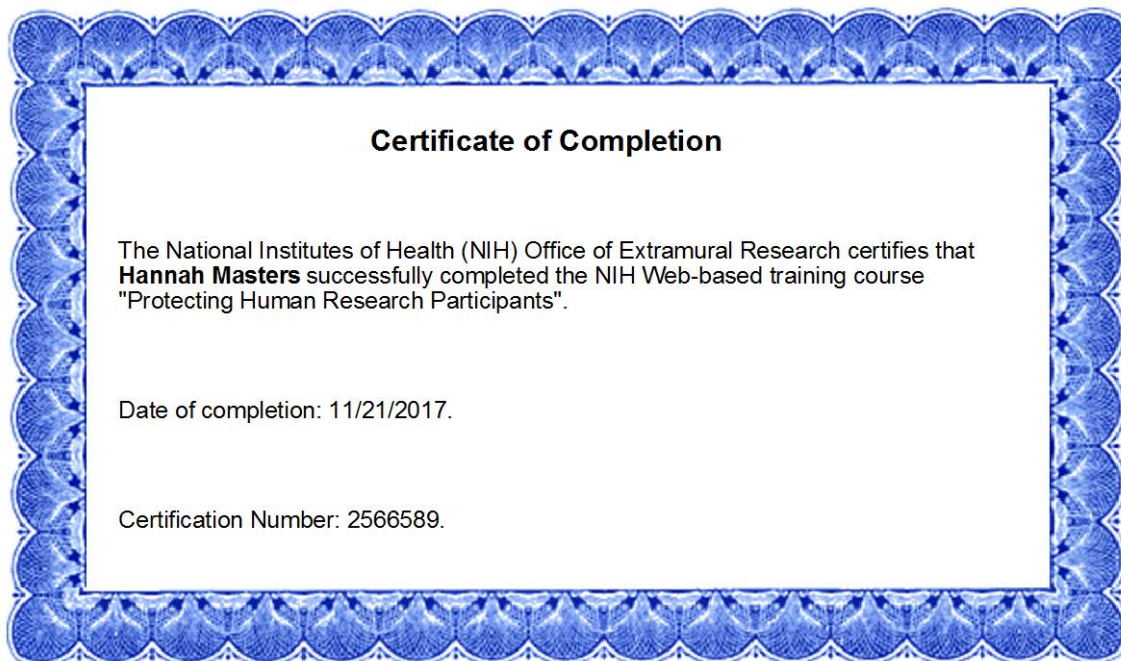 Certificate of Completion
The National Institutes of Health (NIH) Office of Extramural Research certifies that
Hannah Masters successfully completed the NIH Web-based training course
"Protecting Human Research Participants".
Date of completion: 11/21/2017.
Certification Number: 2566589.